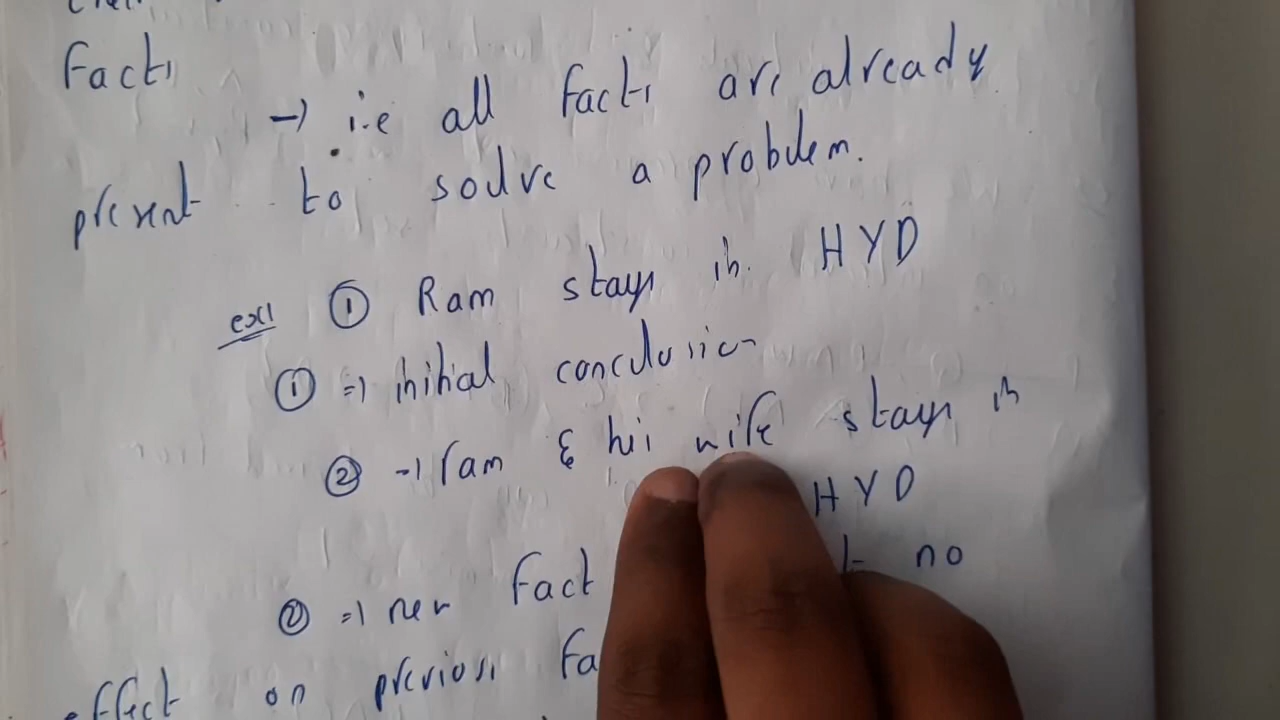 Facts
→ i.e all facts are already
present to solve a problem.
ex:1 ① Ram stays in HYD
① ⇒ initial conclusion
② → ram & his wife stays in
HYD
② ⇒ new fact no
effect on previous